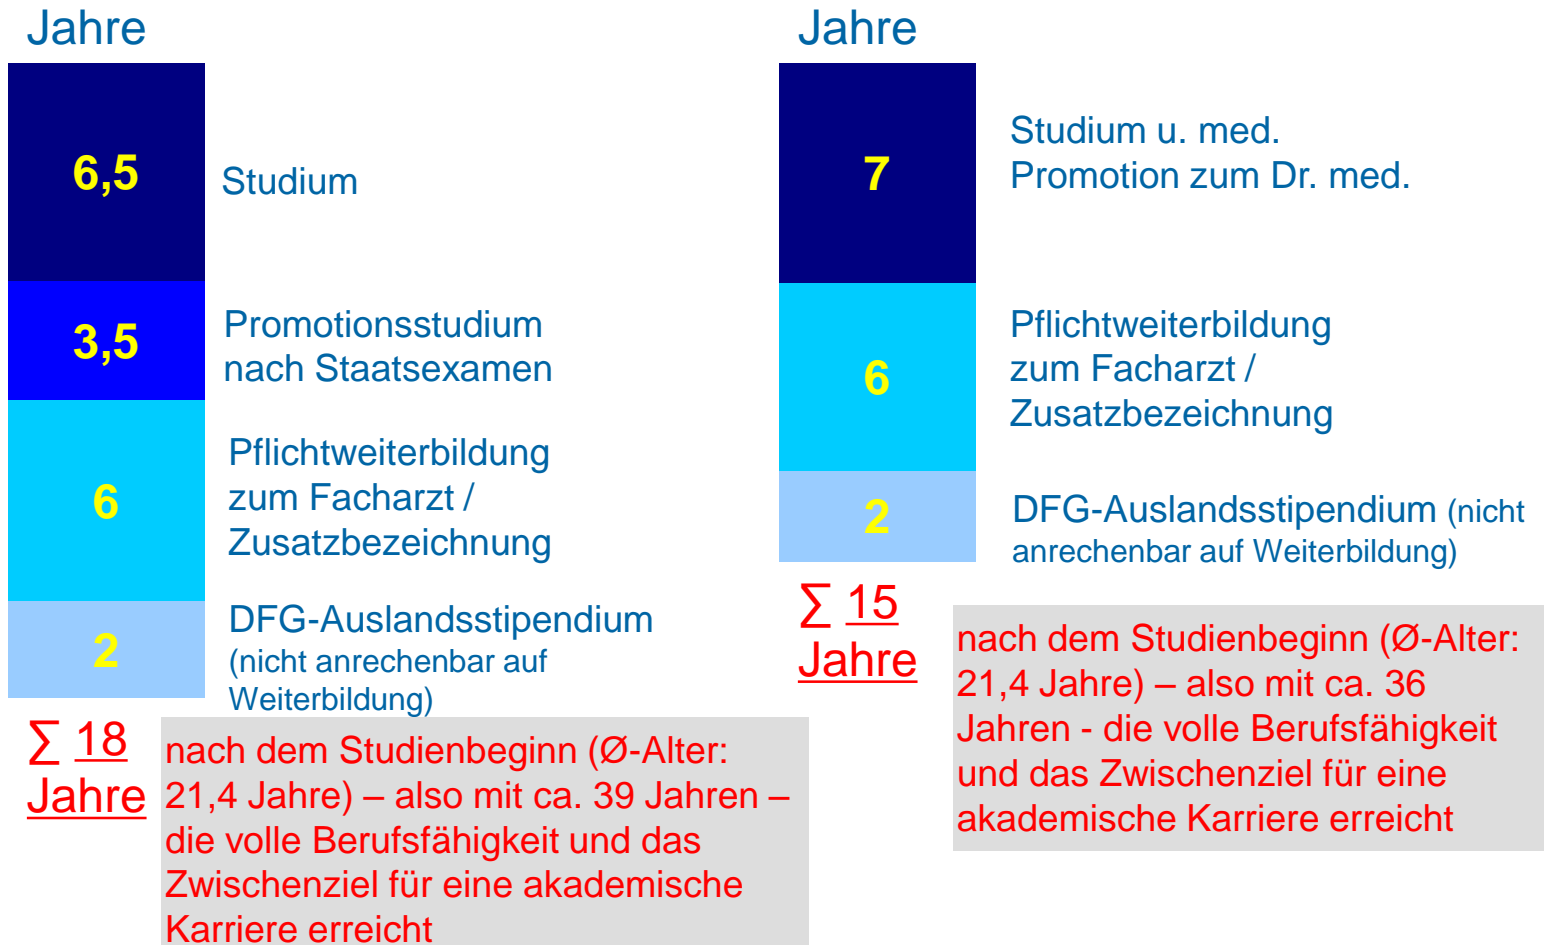 Jahre
6,5
Studium
3,5
Promotionsstudium
nach Staatsexamen
6
Pflichtweiterbildung
zum Facharzt /
Zusatzbezeichnung
2
DFG-Auslandsstipendium
(nicht anrechenbar auf
Weiterbildung)
∑ 18
Jahre
nach dem Studienbeginn (Ø-Alter:
21,4 Jahre) – also mit ca. 39 Jahren –
die volle Berufsfähigkeit und das
Zwischenziel für eine akademische
Karriere erreicht
Jahre
7
Studium u. med.
Promotion zum Dr. med.
6
Pflichtweiterbildung
zum Facharzt /
Zusatzbezeichnung
2
DFG-Auslandsstipendium (nicht
anrechenbar auf Weiterbildung)
∑ 15
Jahre
nach dem Studienbeginn (Ø-Alter:
21,4 Jahre) – also mit ca. 36
Jahren - die volle Berufsfähigkeit
und das Zwischenziel für eine
akademische Karriere erreicht